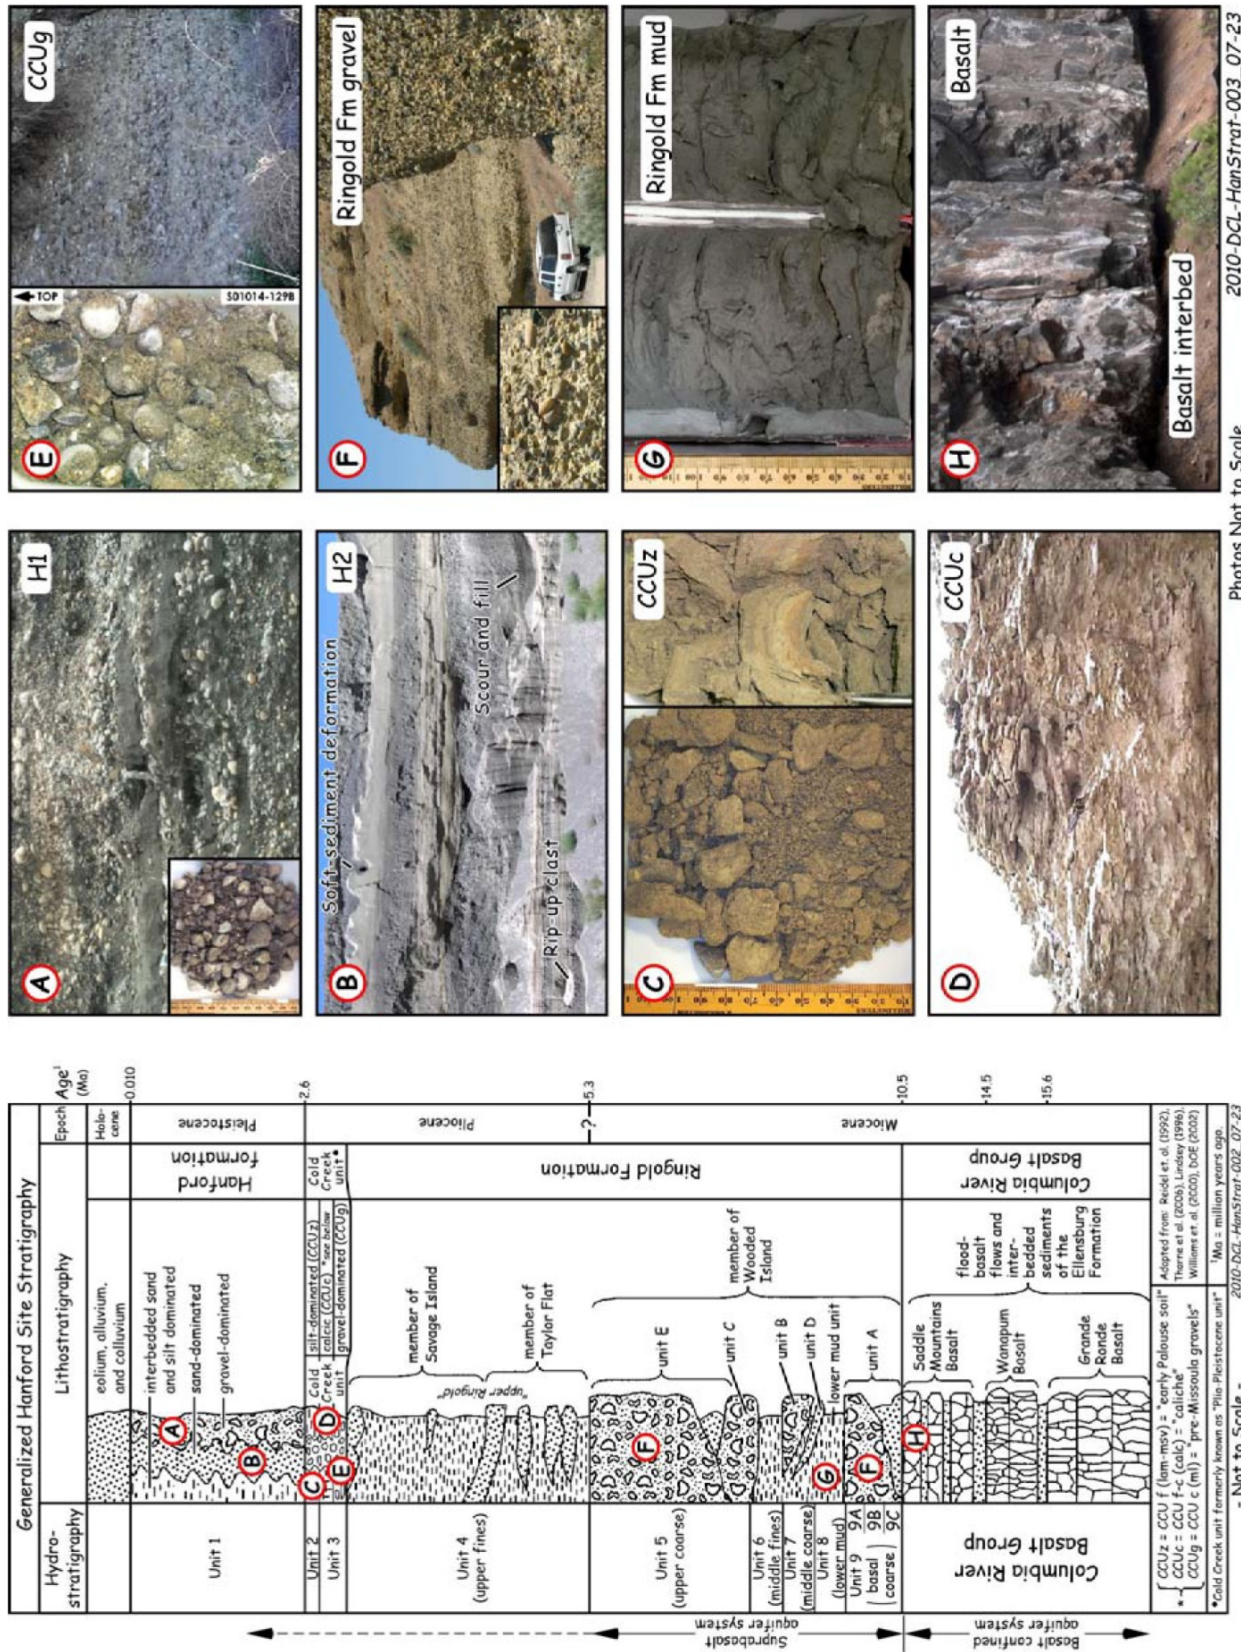 Generalized Hanford Site Stratigraphy
Hydro-
stratigraphy
Lithostratigraphy
Epoch
Age¹
(Ma)
Unit 1
Unit 2
Unit 3
Unit 4
(upper fines)
Unit 5
(upper coarse)
Unit 6
(middle fines)
Unit 7
(middle coarse)
Unit 8
(lower mud)
Unit 9
basal
coarse
9A
9B
9C
Columbia River
Basalt Group
Suprabasalt
aquifer system
Basalt confined
aquifer system
A
B
C
D
E
F
G
F
H
eolium, alluvium,
and colluvium
interbedded sand
and silt dominated
sand-dominated
gravel-dominated
Cold
Creek
unit
silt-dominated (CCUz)
calcic (CCUc) *see below
gravel-dominated (CCUg)
member of
Savage Island
"upper Ringold"
member of
Taylor Flat
unit E
member of
Wooded
Island
unit C
unit B
unit D
lower mud unit
unit A
Saddle
Mountains
Basalt
Wanapum
Basalt
Grande
Ronde
Basalt
flood-
basalt
flows and
inter-
bedded
sediments
of the
Ellensburg
Formation
Hanford
formation
Cold
Creek
unit*
Ringold Formation
Columbia River
Basalt Group
Holo-
cene
Pleistocene
Pliocene
?
Miocene
0.010
2.6
5.3
10.5
14.5
15.6
* CCUz = CCU f (lam-msv) = "early Palouse soil"
CCUc = CCU f-c (calc) = "caliche"
CCUg = CCU c (ml) = pre-Missoula gravels"
Adapted from: Reidel et. al. (1992),
Thorne et al. (2006), Lindsey (1996),
Williams et. al. (2000), DOE (2002)
*Cold Creek unit formerly known as "Plio-Pleistocene unit"
¹Ma = million years ago.
- Not to Scale -
2010-DCL-HanStrat-002_07-23
A
H1
B
H2
Soft-sediment deformation
Scour and fill
Rip-up clast
C
CCUz
D
CCUc
E
CCUg
TOP
S01014-129B
F
Ringold Fm gravel
G
Ringold Fm mud
H
Basalt
Basalt interbed
Photos Not to Scale
2010-DCL-HanStrat-003_07-23